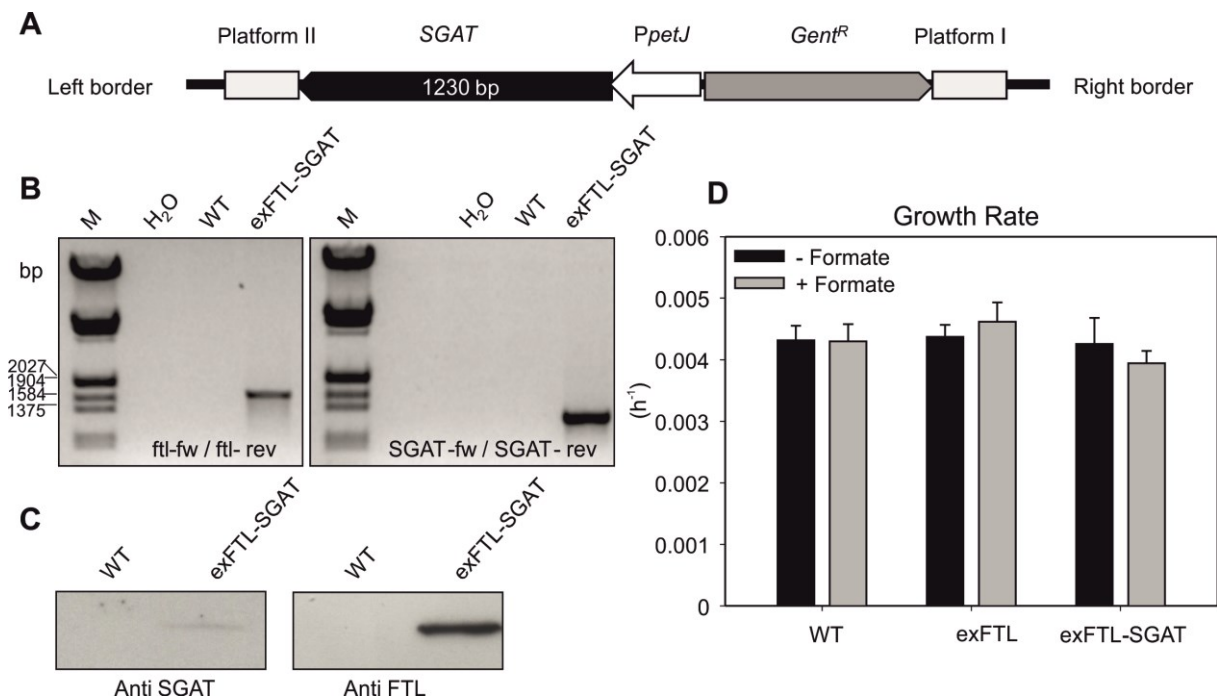 A
Platform II
SGAT
PpetJ
Gentᴿ
Platform I
Left border
1230 bp
Right border
B
M
H₂O
WT
exFTL-SGAT
M
H₂O
WT
exFTL-SGAT
bp
2027
1904
1584
1375
ftl-fw / ftl- rev
SGAT-fw / SGAT- rev
C
WT
exFTL-SGAT
WT
exFTL-SGAT
Anti SGAT
Anti FTL
D
Growth Rate
- Formate
+ Formate
0.006
0.005
0.004
0.003
0.002
0.001
0
(h⁻¹)
WT
exFTL
exFTL-SGAT